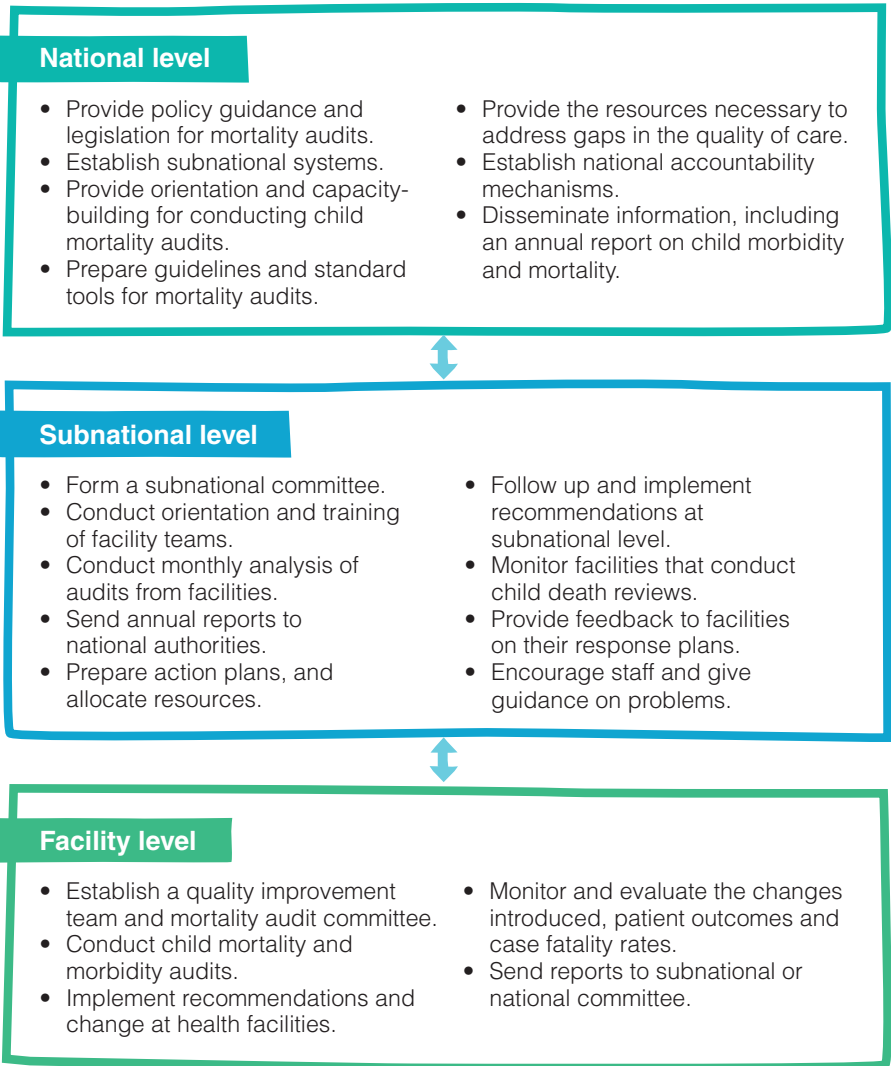 National level
• Provide policy guidance and
legislation for mortality audits.
• Establish subnational systems.
• Provide orientation and capacity-
building for conducting child
mortality audits.
• Prepare guidelines and standard
tools for mortality audits.
• Provide the resources necessary to
address gaps in the quality of care.
• Establish national accountability
mechanisms.
• Disseminate information, including
an annual report on child morbidity
and mortality.
Subnational level
• Form a subnational committee.
• Conduct orientation and training
of facility teams.
• Conduct monthly analysis of
audits from facilities.
• Send annual reports to
national authorities.
• Prepare action plans, and
allocate resources.
• Follow up and implement
recommendations at
subnational level.
• Monitor facilities that conduct
child death reviews.
• Provide feedback to facilities
on their response plans.
• Encourage staff and give
guidance on problems.
Facility level
• Establish a quality improvement
team and mortality audit committee.
• Conduct child mortality and
morbidity audits.
• Implement recommendations and
change at health facilities.
• Monitor and evaluate the changes
introduced, patient outcomes and
case fatality rates.
• Send reports to subnational or
national committee.